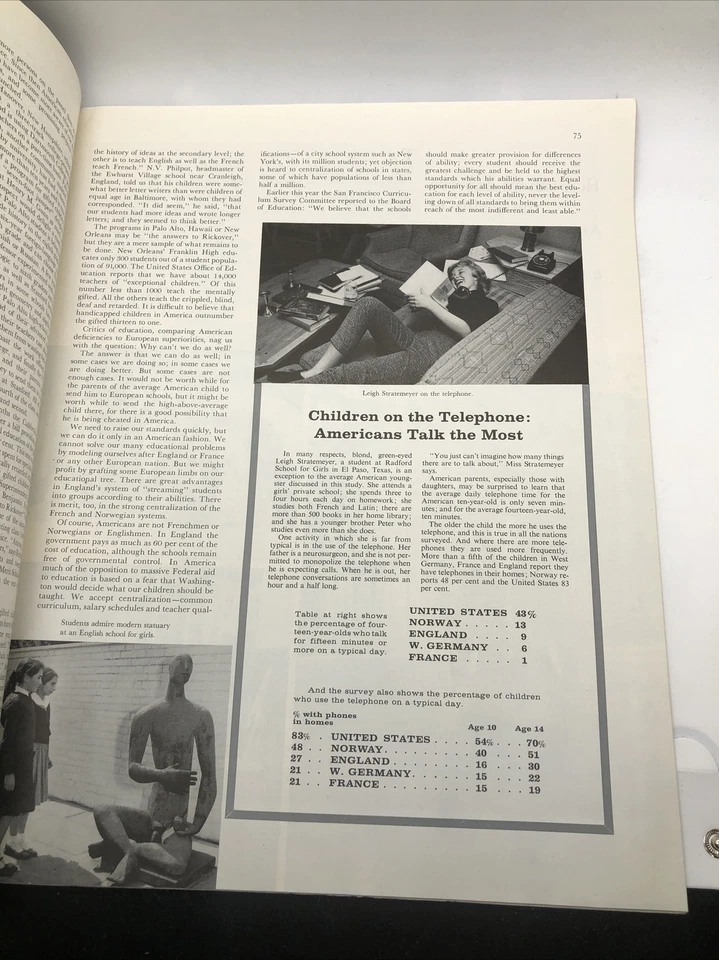 75
the history of ideas at the secondary level; the
other is to teach English as well as the French
teach French." N.V. Philpot, headmaster of
the Ewhurst Village school near Cranleigh,
England, told us that his children were some-
what better letter writers than were children of
equal age in Baltimore, with whom they had
corresponded. "It did seem," he said, "that
our students had more ideas and wrote longer
letters; and they seemed to think better."
The programs in Palo Alto, Hawaii or New
Orleans may be "the answers to Rickover,"
but they are a mere sample of what remains to
be done. New Orleans' Franklin High edu-
cates only 300 students out of a student popula-
tion of 91,000. The United States Office of Ed-
ucation reports that we have about 14,000
teachers of "exceptional children." Of this
number less than 1000 teach the mentally
gifted. All the others teach the crippled, blind,
deaf and retarded. It is difficult to believe that
handicapped children in America outnumber
the gifted thirteen to one.
Critics of education, comparing American
deficiencies to European superiorities, nag us
with the question: Why can't we do as well?
The answer is that we can do as well; in
some cases we are doing so; in some cases we
are doing better. But some cases are not
enough cases. It would not be worth while for
the parents of the average American child to
send him to European schools, but it might be
worth while to send the high-above-average
child there, for there is a good possibility that
he is being cheated in America.
We need to raise our standards quickly, but
we can do it only in an American fashion. We
cannot solve our many educational problems
by modeling ourselves after England or France
or any other European nation. But we might
profit by grafting some European limbs on our
educational tree. There are great advantages
in England's system of "streaming" students
into groups according to their abilities. There
is merit, too, in the strong centralization of the
French and Norwegian systems.
Of course, Americans are not Frenchmen or
Norwegians or Englishmen. In England the
government pays as much as 60 per cent of the
cost of education, although the schools remain
free of governmental control. In America
much of the opposition to massive Federal aid
to education is based on a fear that Washing-
ton would decide what our children should be
taught. We accept centralization—common
curriculum, salary schedules and teacher qual-
Students admire modern statuary
at an English school for girls.
ifications—of a city school system such as New
York's, with its million students; yet objection
is heard to centralization of schools in states,
some of which have populations of less than
half a million.
Earlier this year the San Francisco Curricu-
lum Survey Committee reported to the Board
of Education: "We believe that the schools
should make greater provision for differences
of ability; every student should receive the
greatest challenge and be held to the highest
standards which his abilities warrant. Equal
opportunity for all should mean the best edu-
cation for each level of ability, never the level-
ing down of all standards to bring them within
reach of the most indifferent and least able."
Leigh Stratemeyer on the telephone.
Children on the Telephone:
Americans Talk the Most
In many respects, blond, green-eyed
Leigh Stratemeyer, a student at Radford
School for Girls in El Paso, Texas, is an
exception to the average American young-
ster discussed in this study. She attends a
girls' private school; she spends three to
four hours each day on homework; she
studies both French and Latin; there are
more than 500 books in her home library;
and she has a younger brother Peter who
studies even more than she does.
One activity in which she is far from
typical is in the use of the telephone. Her
father is a neurosurgeon, and she is not per-
mitted to monopolize the telephone when
he is expecting calls. When he is out, her
telephone conversations are sometimes an
hour and a half long.
"You just can't imagine how many things
there are to talk about," Miss Stratemeyer
says.
American parents, especially those with
daughters, may be surprised to learn that
the average daily telephone time for the
American ten-year-old is only seven min-
utes; and for the average fourteen-year-old,
ten minutes.
The older the child the more he uses the
telephone, and this is true in all the nations
surveyed. And where there are more tele-
phones they are used more frequently.
More than a fifth of the children in West
Germany, France and England report they
have telephones in their homes; Norway re-
ports 48 per cent and the United States 83
per cent.
Table at right shows
the percentage of four-
teen-year-olds who talk
for fifteen minutes or
more on a typical day.
UNITED STATES 43%
NORWAY . . . . . 13
ENGLAND . . . . 9
W. GERMANY . . 6
FRANCE . . . . . 1
And the survey also shows the percentage of children
who use the telephone on a typical day.
% with phones
in homes
Age 10 Age 14
83% . UNITED STATES . . . . 54% . . . 70%
48 . . NORWAY . . . . . . . . . 40 . . . 51
27 . . ENGLAND . . . . . . . . 16 . . . 30
21 . . W. GERMANY . . . . . . 15 . . . 22
21 . . FRANCE . . . . . . . . . 15 . . . 19